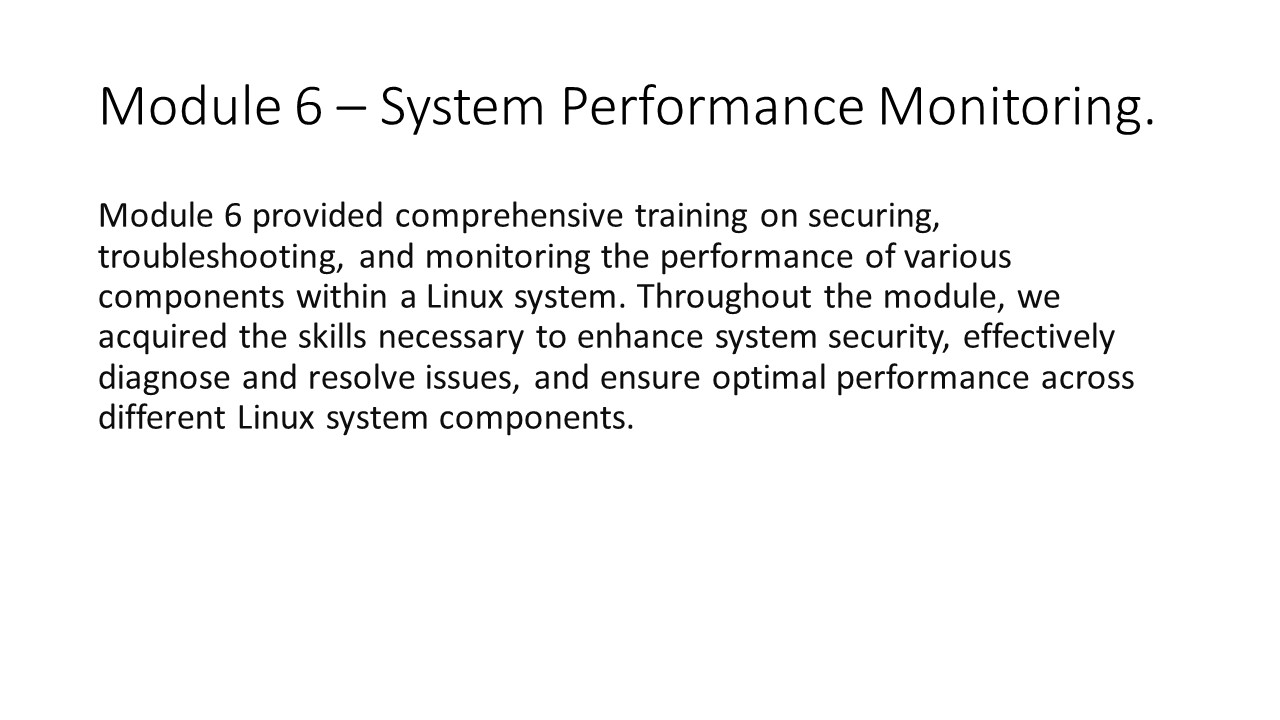 Module 6 – System Performance Monitoring.
Module 6 provided comprehensive training on securing,
troubleshooting, and monitoring the performance of various
components within a Linux system. Throughout the module, we
acquired the skills necessary to enhance system security, effectively
diagnose and resolve issues, and ensure optimal performance across
different Linux system components.